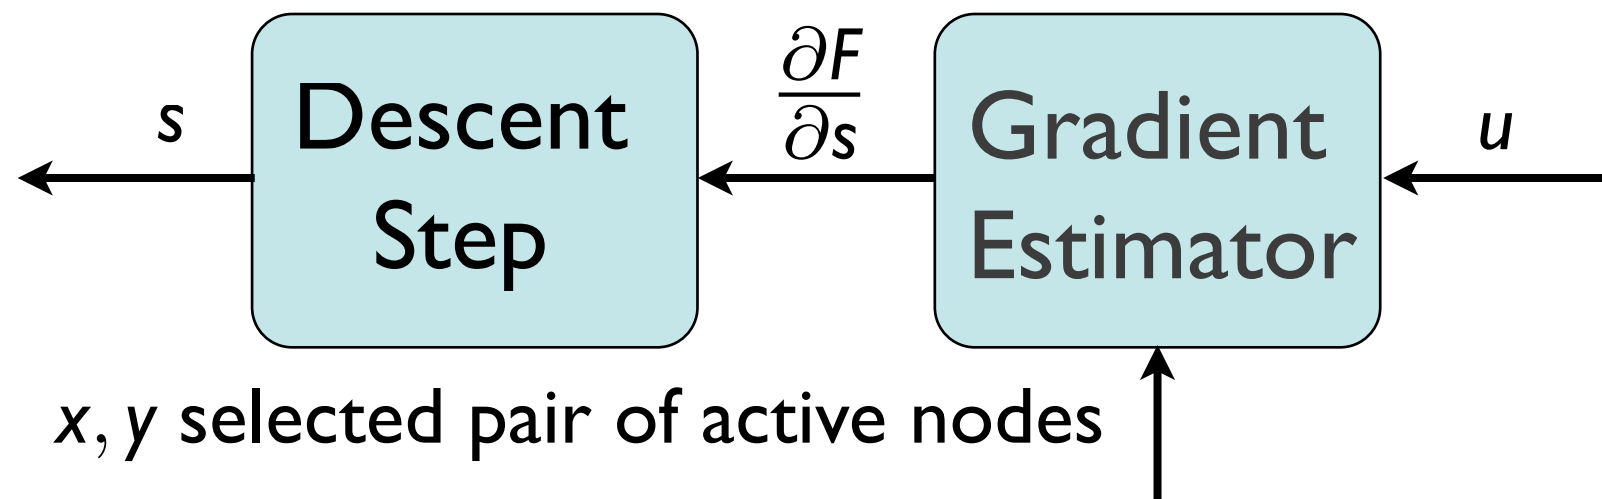 s
Descent
Step
∂F
∂s
Gradient
Estimator
u
x, y selected pair of active nodes